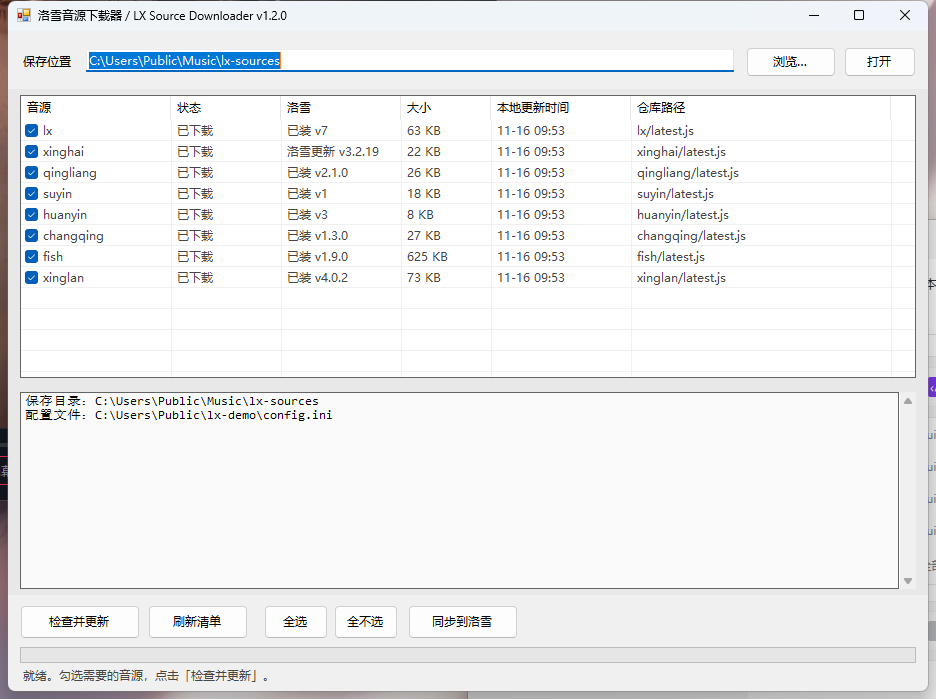 洛雪音源下载器 / LX Source Downloader v1.2.0
保存位置 C:\Users\Public\Music\lx-sources 浏览... 打开
音源 状态 洛雪 大小 本地更新时间 仓库路径
lx 已下载 已装 v7 63 KB 11-16 09:53 lx/latest.js
xinghai 已下载 洛雪更新 v3.2.19 22 KB 11-16 09:53 xinghai/latest.js
qingliang 已下载 已装 v2.1.0 26 KB 11-16 09:53 qingliang/latest.js
suyin 已下载 已装 v1 18 KB 11-16 09:53 suyin/latest.js
huanyin 已下载 已装 v3 8 KB 11-16 09:53 huanyin/latest.js
changqing 已下载 已装 v1.3.0 27 KB 11-16 09:53 changqing/latest.js
fish 已下载 已装 v1.9.0 625 KB 11-16 09:53 fish/latest.js
xinglan 已下载 已装 v4.0.2 73 KB 11-16 09:53 xinglan/latest.js
保存目录: C:\Users\Public\Music\lx-sources
配置文件: C:\Users\Public\lx-demo\config.ini
检查并更新 刷新清单 全选 全不选 同步到洛雪
就绪。勾选需要的音源，点击「检查并更新」。